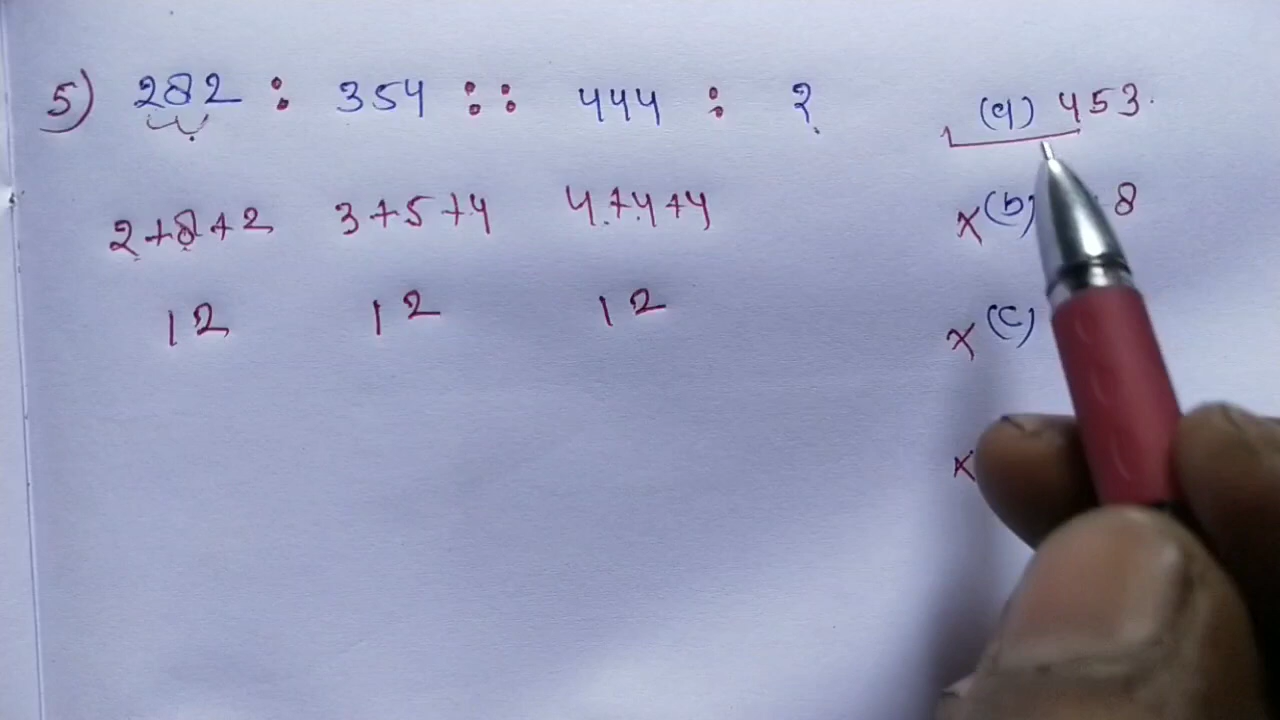 5) 282 : 354 :: 444 : ?
(a) 453
2+8+2 3+5+4 4+4+4
x (b) 8
12 12 12
x (c)
x